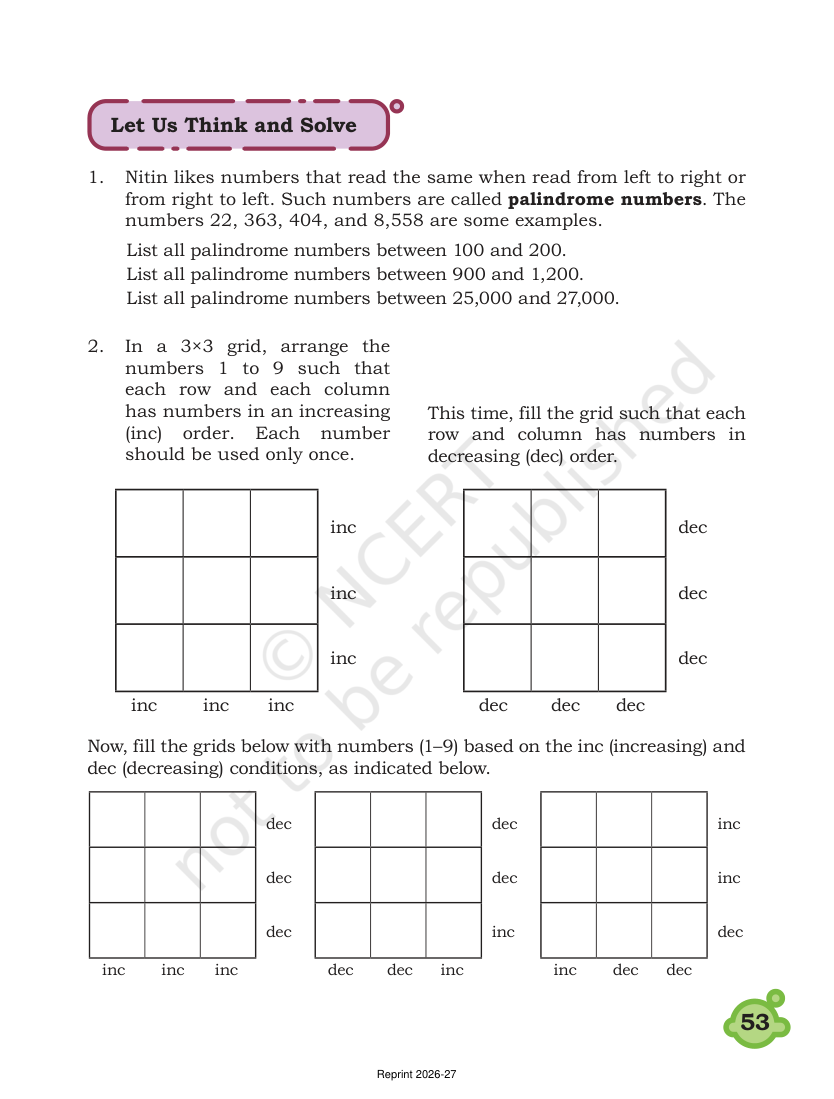 Let Us Think and Solve
1. Nitin likes numbers that read the same when read from left to right or
from right to left. Such numbers are called palindrome numbers. The
numbers 22, 363, 404, and 8,558 are some examples.
List all palindrome numbers between 100 and 200.
List all palindrome numbers between 900 and 1,200.
List all palindrome numbers between 25,000 and 27,000.
2. In a 3×3 grid, arrange the
numbers 1 to 9 such that
each row and each column
has numbers in an increasing
(inc) order. Each number
should be used only once.
This time, fill the grid such that each
row and column has numbers in
decreasing (dec) order.
inc
inc
inc
inc inc inc
dec
dec
dec
dec dec dec
Now, fill the grids below with numbers (1–9) based on the inc (increasing) and
dec (decreasing) conditions, as indicated below.
dec
dec
dec
inc inc inc
dec
dec
inc
dec dec inc
inc
inc
dec
inc dec dec
© NCERT
not to be republished
53
Reprint 2026-27